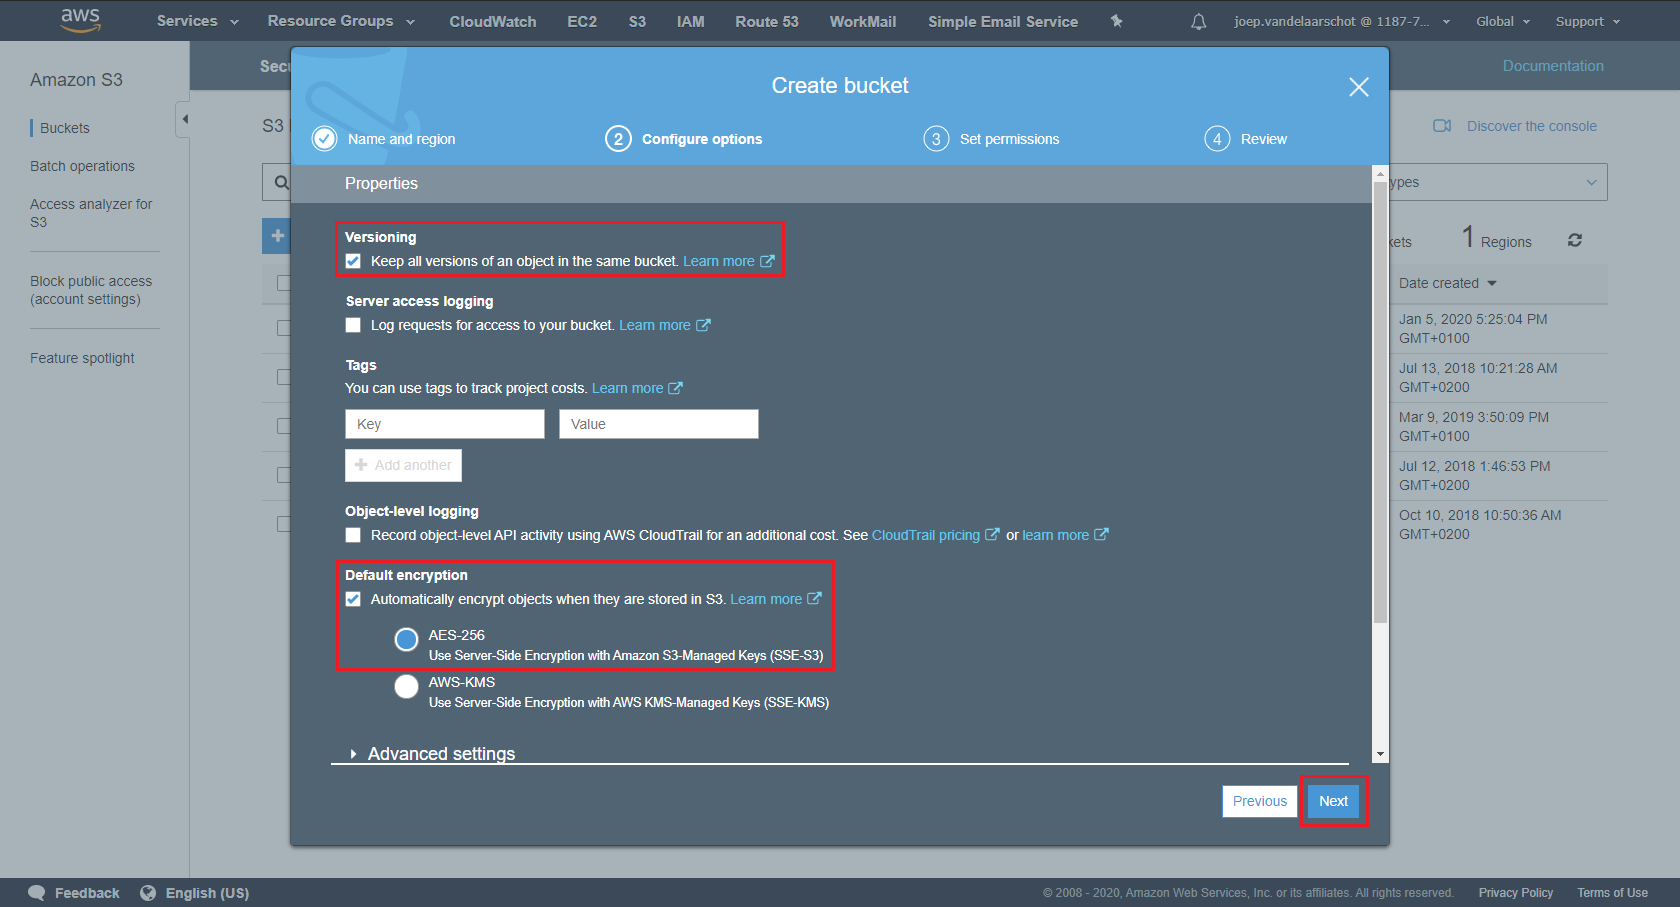 aws
Services
Resource Groups
CloudWatch
EC2
S3
IAM
Route 53
WorkMail
Simple Email Service
joep.vandelaarschot @ 1187-7...
Global
Support
Amazon S3
Buckets
Batch operations
Access analyzer for
S3
Block public access
(account settings)
Feature spotlight
Documentation
S3
Discover the console
Create bucket
Name and region
2
Configure options
3
Set permissions
4
Review
Properties
Versioning
Keep all versions of an object in the same bucket. Learn more
Server access logging
Log requests for access to your bucket. Learn more
Tags
You can use tags to track project costs. Learn more
Key
Value
Add another
Object-level logging
Record object-level API activity using AWS CloudTrail for an additional cost. See CloudTrail pricing or learn more
Default encryption
Automatically encrypt objects when they are stored in S3. Learn more
AES-256
Use Server-Side Encryption with Amazon S3-Managed Keys (SSE-S3)
AWS-KMS
Use Server-Side Encryption with AWS KMS-Managed Keys (SSE-KMS)
Advanced settings
Previous
Next
1 Regions
Date created
Jan 5, 2020 5:25:04 PM
GMT+0100
Jul 13, 2018 10:21:28 AM
GMT+0200
Mar 9, 2019 3:50:09 PM
GMT+0100
Jul 12, 2018 1:46:53 PM
GMT+0200
Oct 10, 2018 10:50:36 AM
GMT+0200
Feedback
English (US)
© 2008 - 2020, Amazon Web Services, Inc. or its affiliates. All rights reserved.
Privacy Policy
Terms of Use